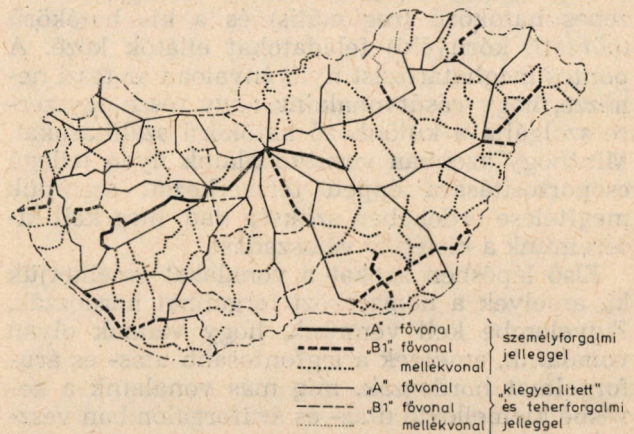 „A" fővonal
„B1" fővonal
mellékvonal
személyforgalmi
jelleggel
„A" fővonal
„B1" fővonal
mellékvonal
„kiegyenlített"
és teherforgalmi
jelleggel